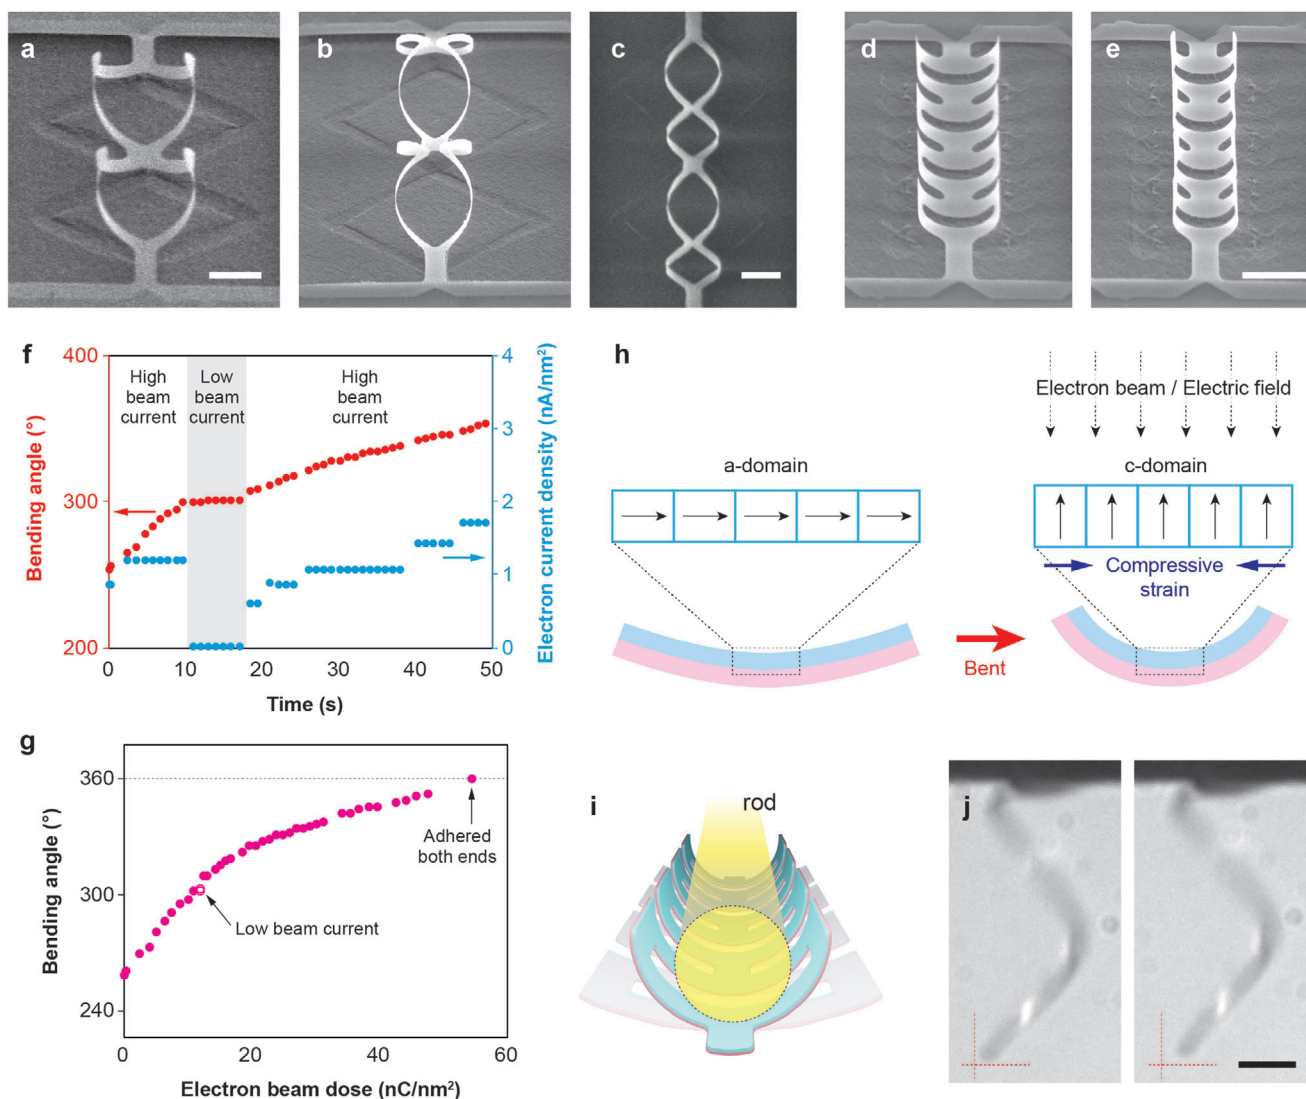 a
b
c
d
e
f
400
300
200
Bending angle (°)
High
beam
current
Low
beam
current
High
beam
current
4
3
2
1
0
Electron current density (nA/nm²)
0
10
20
30
40
50
Time (s)
h
Electron beam / Electric field
a-domain
c-domain
Compressive
strain
Bent
g
360
300
240
Bending angle (°)
Adhered
both ends
Low beam current
0
20
40
60
Electron beam dose (nC/nm²)
i
rod
j